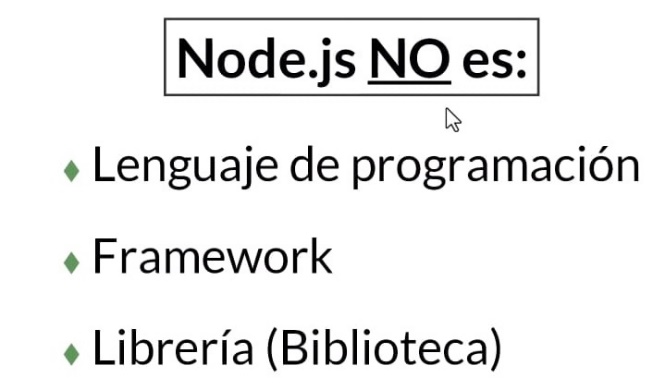 Node.js NO es:
Lenguaje de programación
Framework
Librería (Biblioteca)